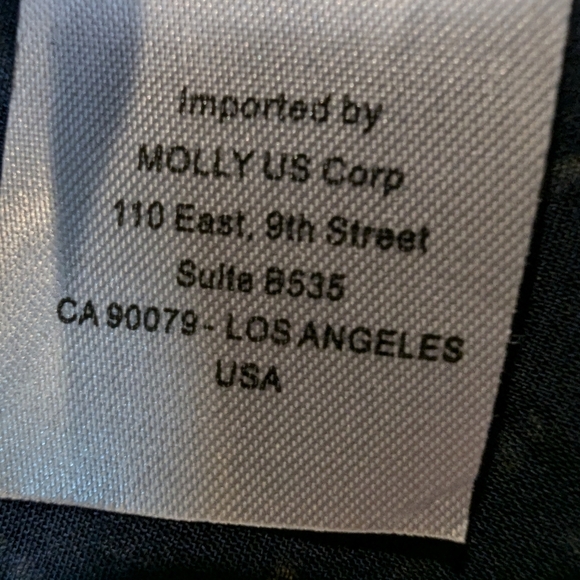 Imported by
MOLLY US Corp
110 East, 9th Street
Suite B535
CA 90079 - LOS ANGELES
USA